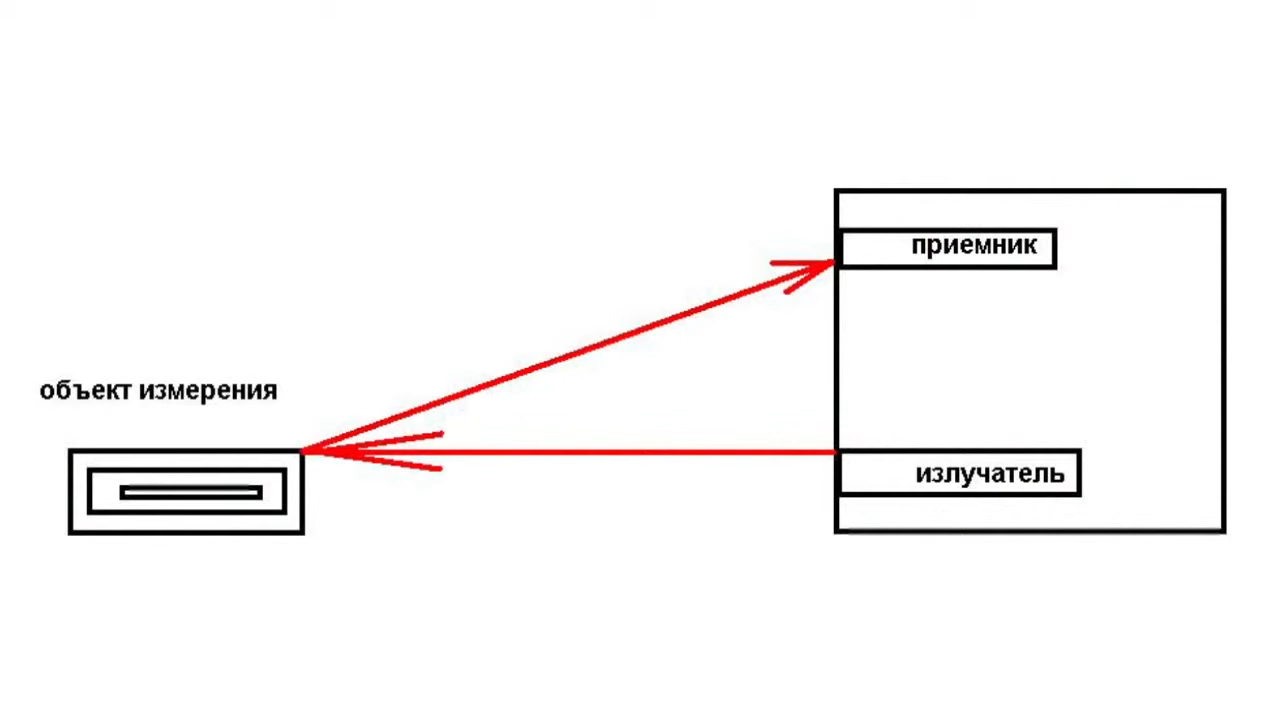 приемник
объект измерения
излучатель